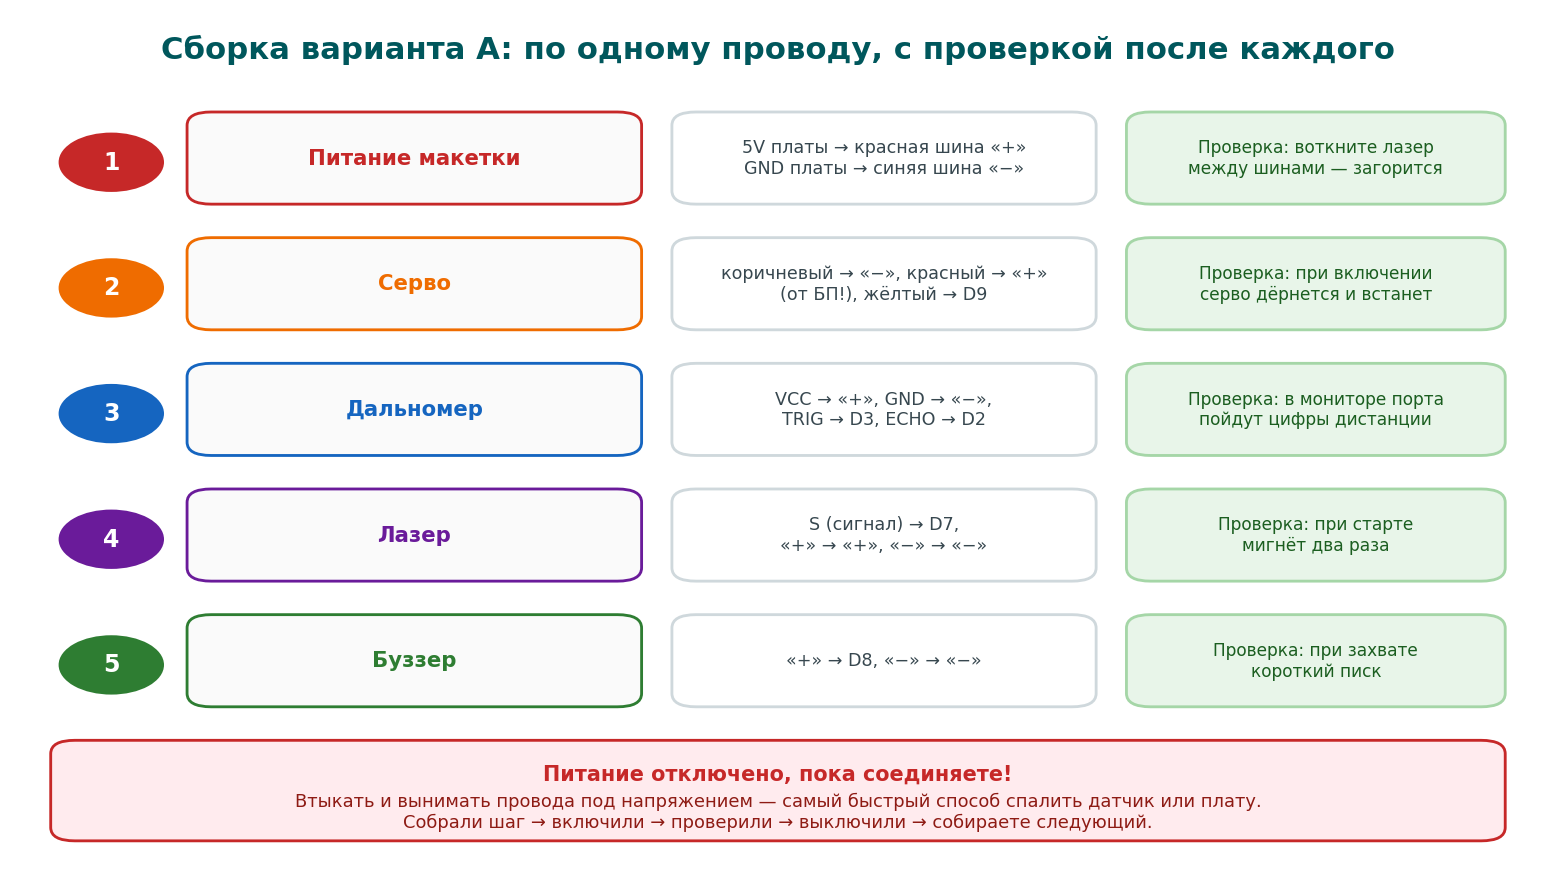 Сборка варианта А: по одному проводу, с проверкой после каждого
1
Питание макетки
5V платы → красная шина «+»
GND платы → синяя шина «−»
Проверка: воткните лазер
между шинами — загорится
2
Серво
коричневый → «−», красный → «+»
(от БП!), жёлтый → D9
Проверка: при включении
серво дёрнется и встанет
3
Дальномер
VCC → «+», GND → «−»,
TRIG → D3, ECHO → D2
Проверка: в мониторе порта
пойдут цифры дистанции
4
Лазер
S (сигнал) → D7,
«+» → «+», «−» → «−»
Проверка: при старте
мигнёт два раза
5
Буззер
«+» → D8, «−» → «−»
Проверка: при захвате
короткий писк
Питание отключено, пока соединяете!
Втыкать и вынимать провода под напряжением — самый быстрый способ спалить датчик или плату.
Собрали шаг → включили → проверили → выключили → собираете следующий.